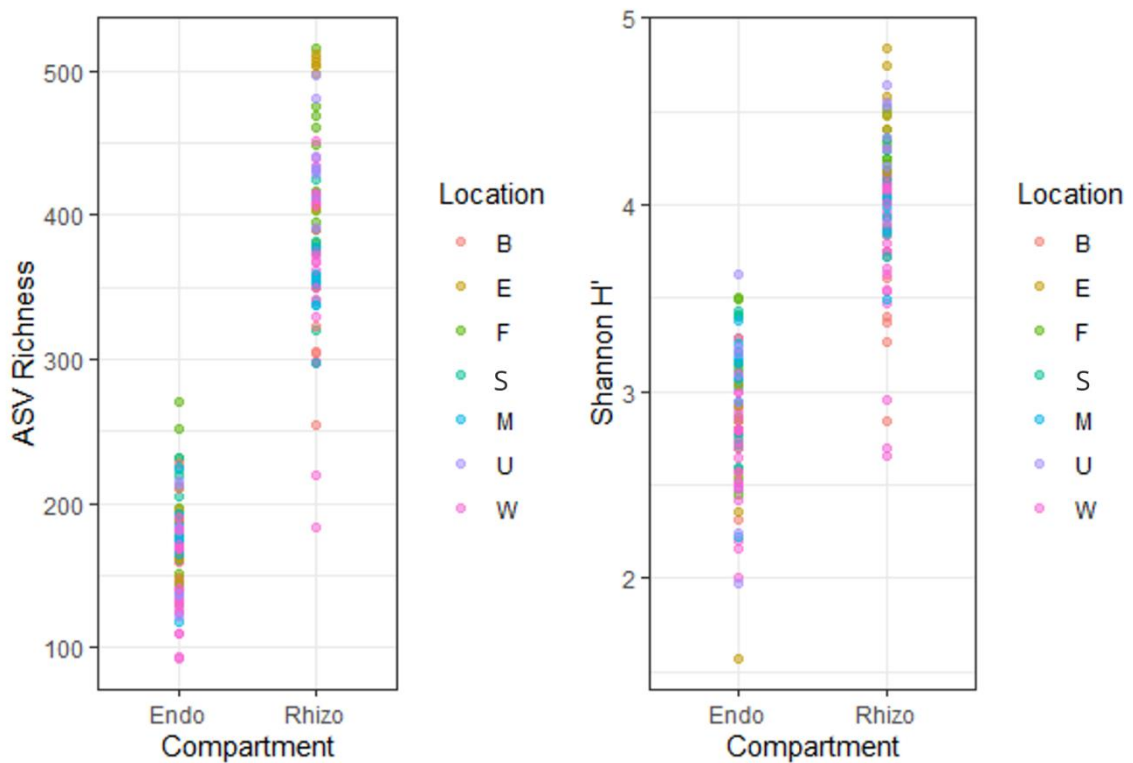 ASV Richness
500
400
300
200
100
Endo Rhizo
Compartment
Location
B
E
F
S
M
U
W
Shannon H'
5
4
3
2
Endo Rhizo
Compartment
Location
B
E
F
S
M
U
W